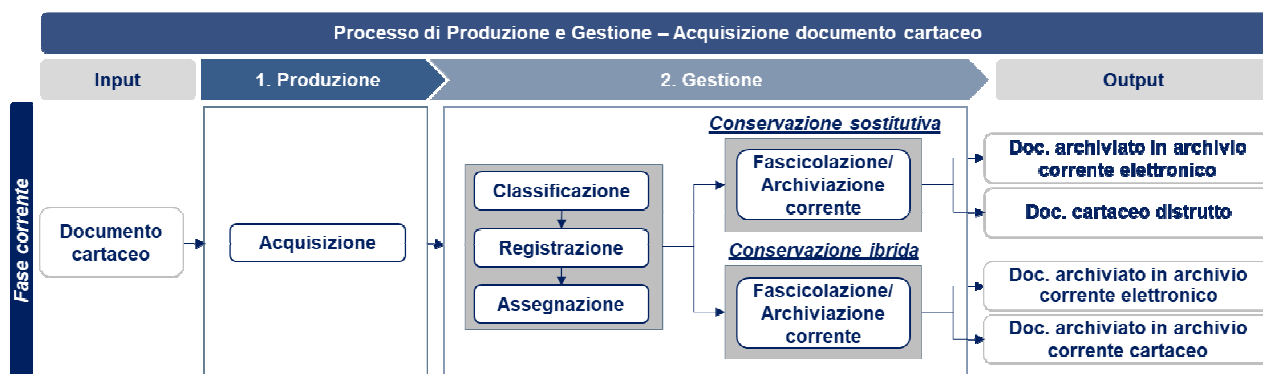 Processo di Produzione e Gestione – Acquisizione documento cartaceo
Input
1. Produzione
2. Gestione
Output
Fase corrente
Documento
cartaceo
Acquisizione
Classificazione
Registrazione
Assegnazione
Conservazione sostitutiva
Fascicolazione/
Archiviazione
corrente
Conservazione ibrida
Fascicolazione/
Archiviazione
corrente
Doc. archiviato in archivio
corrente elettronico
Doc. cartaceo distrutto
Doc. archiviato in archivio
corrente elettronico
Doc. archiviato in archivio
corrente cartaceo